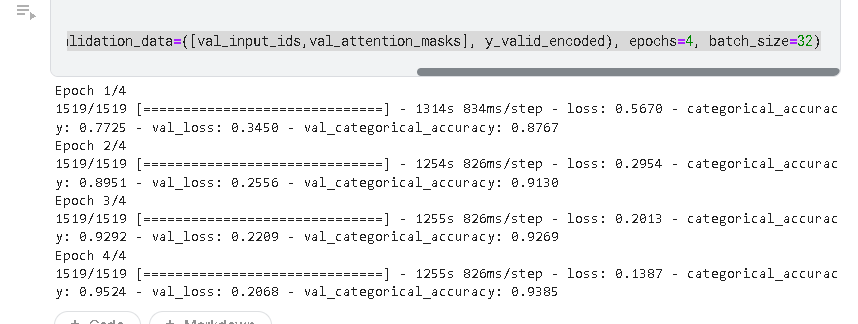 lidation_data=([val_input_ids,val_attention_masks], y_valid_encoded), epochs=4, batch_size=32)
Epoch 1/4
1519/1519 [==============================] - 1314s 834ms/step - loss: 0.5670 - categorical_accurac
y: 0.7725 - val_loss: 0.3450 - val_categorical_accuracy: 0.8767
Epoch 2/4
1519/1519 [==============================] - 1254s 826ms/step - loss: 0.2954 - categorical_accurac
y: 0.8951 - val_loss: 0.2556 - val_categorical_accuracy: 0.9130
Epoch 3/4
1519/1519 [==============================] - 1255s 826ms/step - loss: 0.2013 - categorical_accurac
y: 0.9292 - val_loss: 0.2209 - val_categorical_accuracy: 0.9269
Epoch 4/4
1519/1519 [==============================] - 1255s 826ms/step - loss: 0.1387 - categorical_accurac
y: 0.9524 - val_loss: 0.2068 - val_categorical_accuracy: 0.9385
+ Code + Markdown